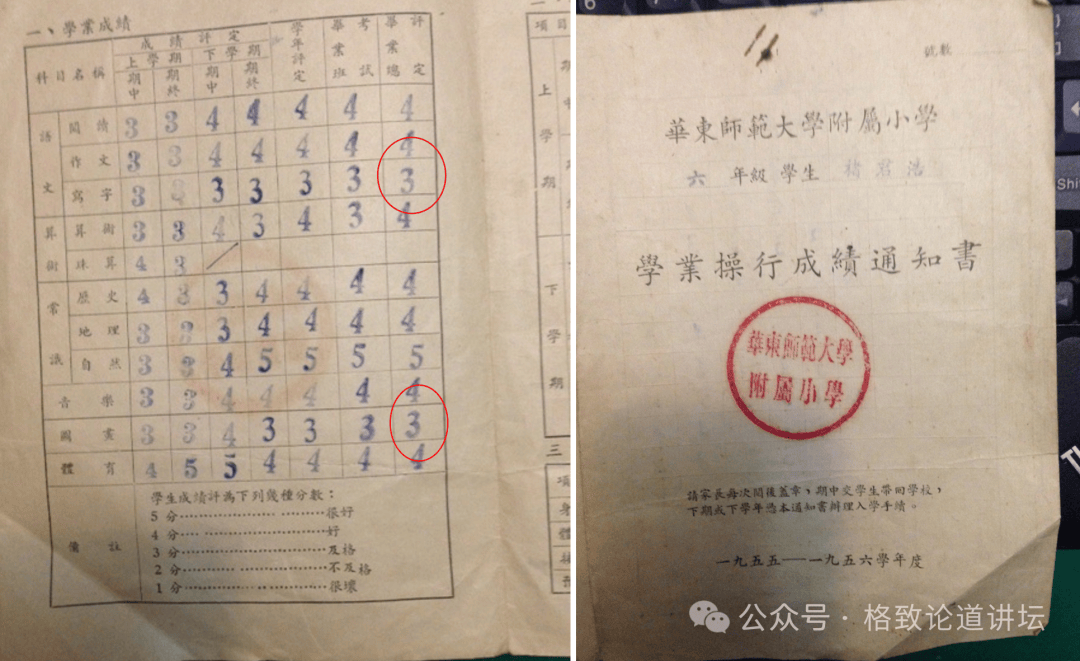 一、學業成績
科目名稱 成績評定 學年評定 畢業考試 畢業總評定
上學期 下學期 畢業班
期中 期終 期中 期終
語文 閱讀 3 3 4 4 4 4 4
作文 3 3 4 4 4 4 4
寫字 3 3 3 3 3 3 3
算術 算術 3 3 4 3 4 3 4
珠算 4 3
常識 歷史 4 3 3 4 4 4 4
地理 3 3 3 4 4 4 4
自然 3 3 4 5 5 5 5
音樂 3 3 4 4 4 4 4
圖畫 3 3 4 3 3 3 3
體育 4 5 5 4 4 4 4
備註
學生成績評為下列幾種分數：
5分……………………很好
4分……………………好
3分……………………及格
2分……………………不及格
1分……………………很壞
項目
上學期
下學期
三
號數
華東師範大學附屬小學
六 年級 學生 褚君浩
學業操行成績通知書
華東師範大學
附屬小學
請家長每次閱後蓋章，期中交學生帶回學校，
下期或下學年憑本通知書辦理入學手續。
一九五五——一九五六學年度
公众号·格致论道讲坛
Shi